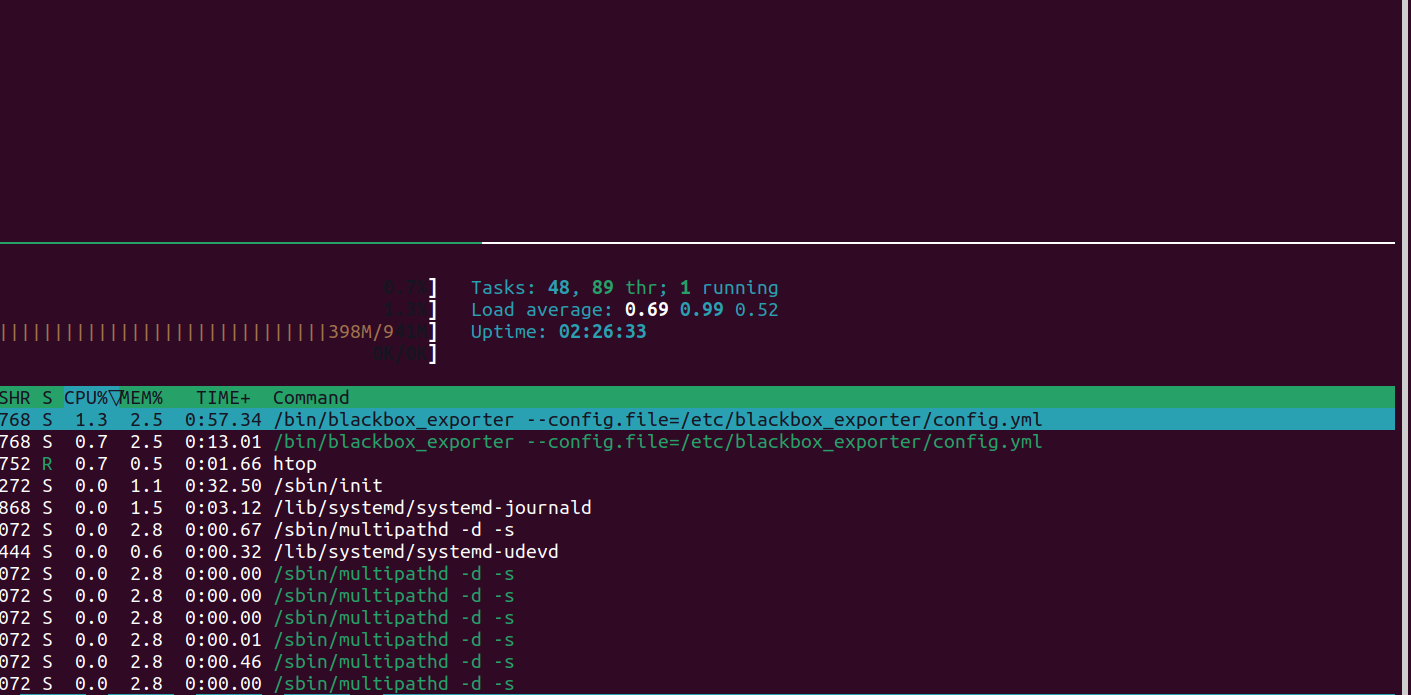 ] Tasks: 48, 89 thr; 1 running
] Load average: 0.69 0.99 0.52
||||||||||||||||||||||||||||||398M/9 ] Uptime: 02:26:33
]
SHR S CPU%▽MEM% TIME+ Command
768 S 1.3 2.5 0:57.34 /bin/blackbox_exporter --config.file=/etc/blackbox_exporter/config.yml
768 S 0.7 2.5 0:13.01 /bin/blackbox_exporter --config.file=/etc/blackbox_exporter/config.yml
752 R 0.7 0.5 0:01.66 htop
272 S 0.0 1.1 0:32.50 /sbin/init
868 S 0.0 1.5 0:03.12 /lib/systemd/systemd-journald
072 S 0.0 2.8 0:00.67 /sbin/multipathd -d -s
444 S 0.0 0.6 0:00.32 /lib/systemd/systemd-udevd
072 S 0.0 2.8 0:00.00 /sbin/multipathd -d -s
072 S 0.0 2.8 0:00.00 /sbin/multipathd -d -s
072 S 0.0 2.8 0:00.00 /sbin/multipathd -d -s
072 S 0.0 2.8 0:00.01 /sbin/multipathd -d -s
072 S 0.0 2.8 0:00.46 /sbin/multipathd -d -s
072 S 0.0 2.8 0:00.00 /sbin/multipathd -d -s